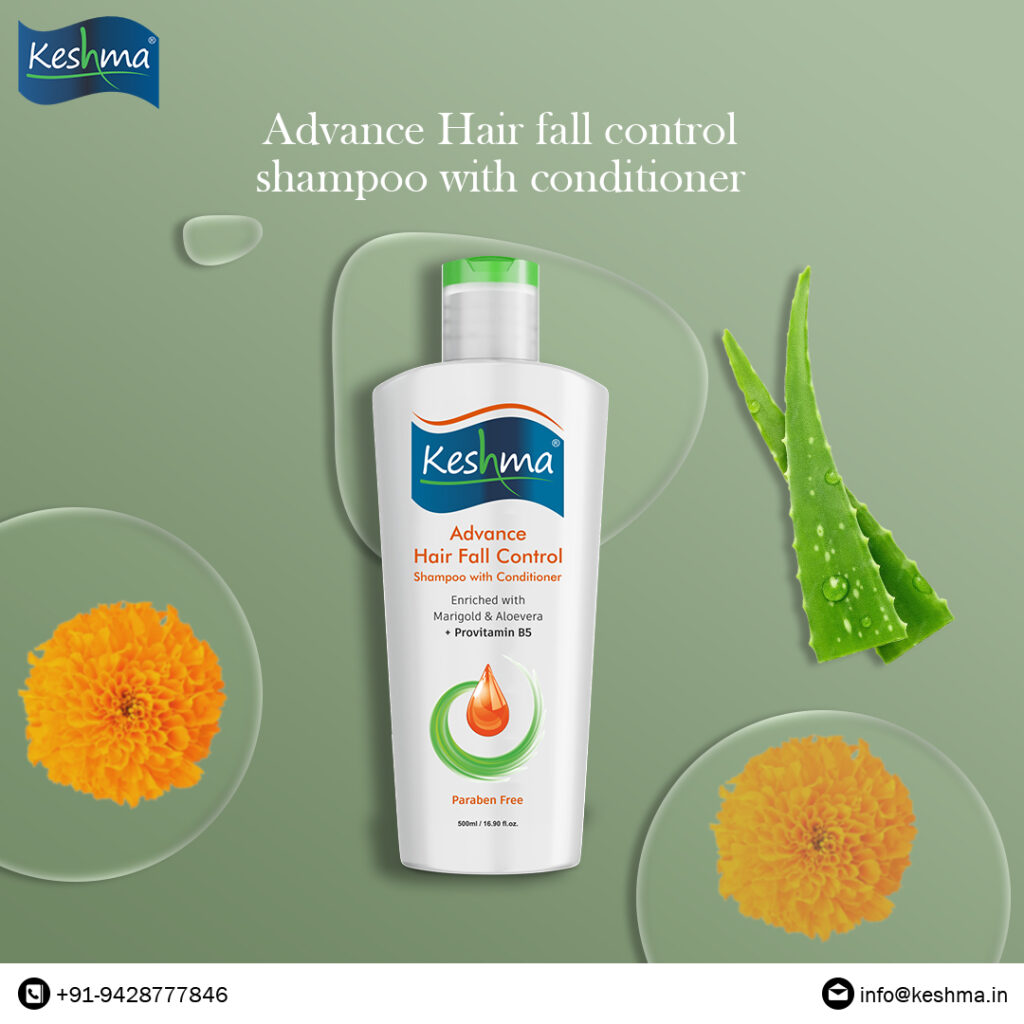 Keshma®
Advance Hair fall control
shampoo with conditioner
Keshma®
Advance
Hair Fall Control
Shampoo with Conditioner
Enriched with
Marigold & Aloevera
+ Provitamin B5
Paraben Free
500ml / 16.90 fl.oz.
+91-9428777846
info@keshma.in